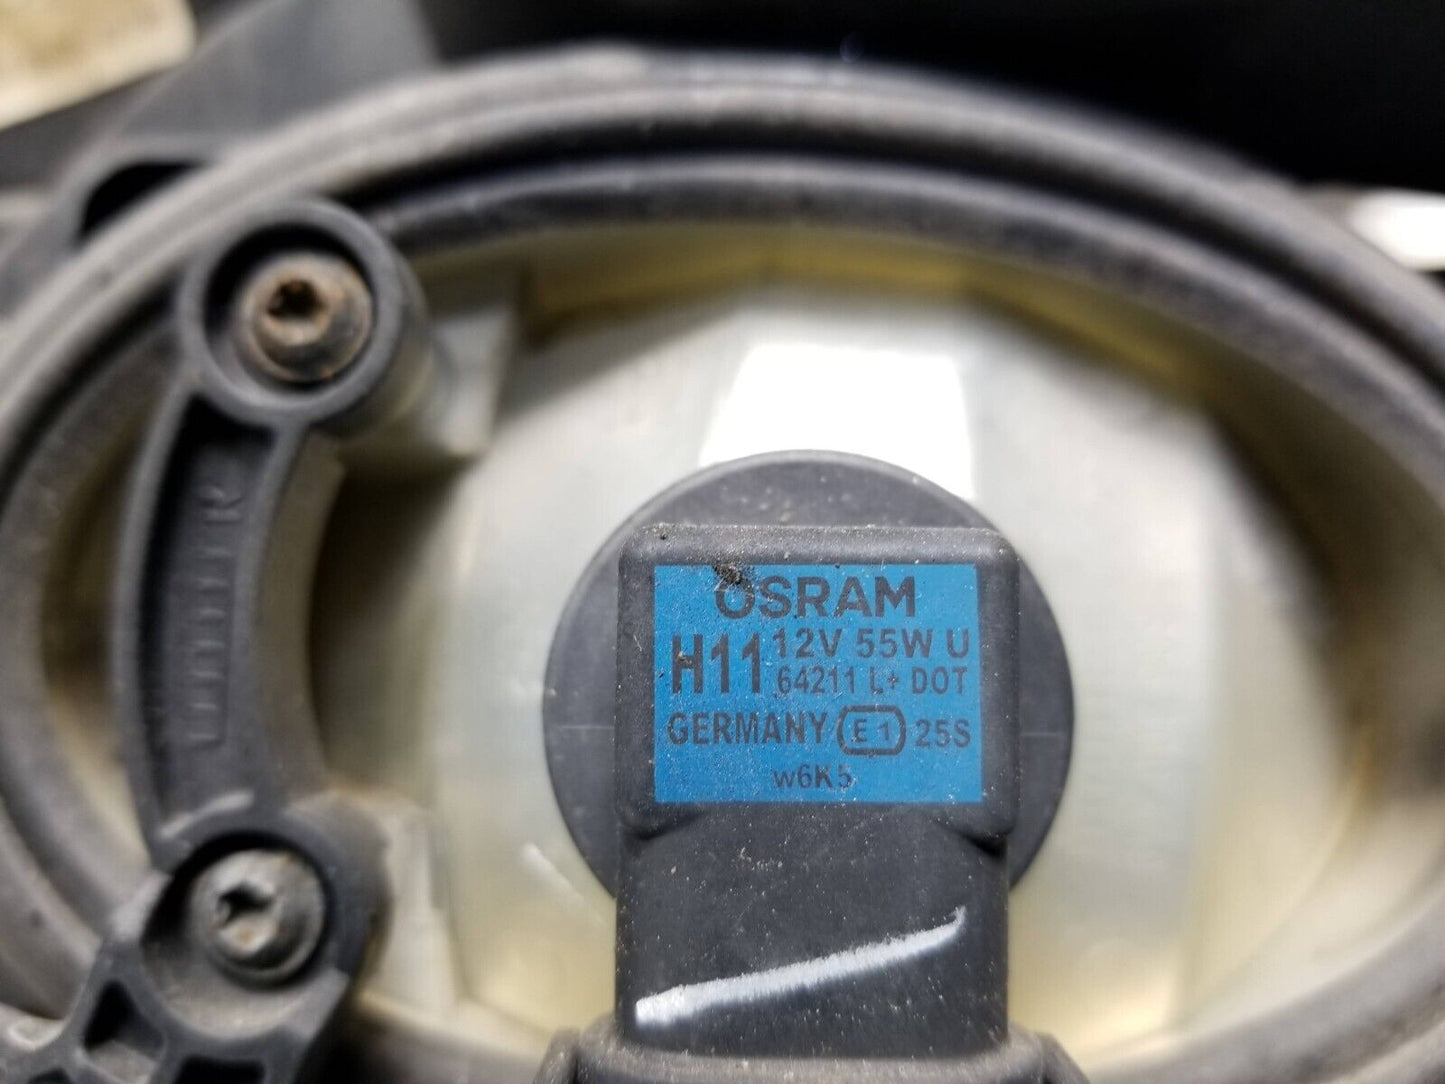 OSRAM
H11 12V 55W U
64211 L+ DOT
GERMANY E1 25S
w6K5